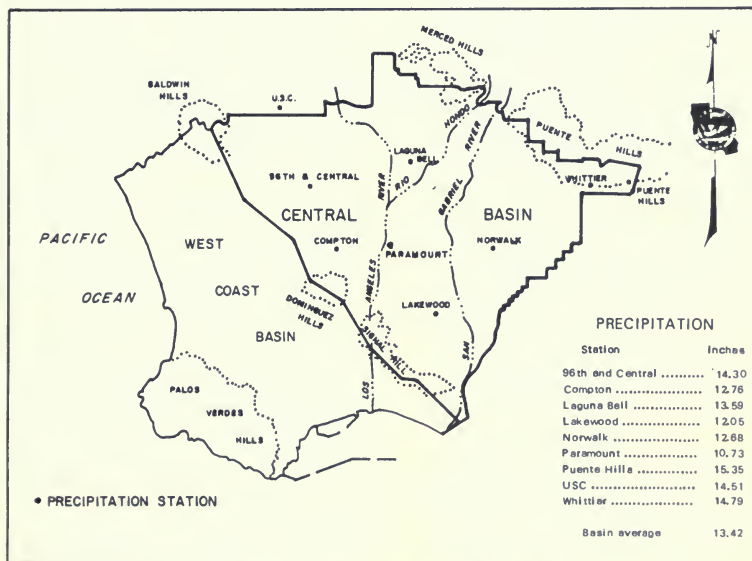 MERCED HILLS
BALDWIN
HILLS
U.S.C.
N
HONDO
RIVER
PUENTE
HILLS
LAGUNA
BELL
RIO
96TH & CENTRAL
RIVER
GABRIEL
WHITTIER
PUENTE
HILLS
CENTRAL
BASIN
PACIFIC
OCEAN
WEST
COAST
BASIN
COMPTON
PARAMOUNT
NORWALK
ANGELES
DOMINGUEZ
HILLS
LAKEWOOD
SIGNAL HILL
SAN
LOS
PALOS
VERDES
HILLS
• PRECIPITATION STATION
PRECIPITATION
Station Inches
96th and Central ........ 14.30
Compton .................. 12.76
Laguna Bell .............. 13.59
Lakewood ................. 12.05
Norwalk .................. 12.68
Paramount ................ 10.73
Puente Hills ............. 15.35
USC ...................... 14.51
Whittier ................. 14.79
Basin average 13.42